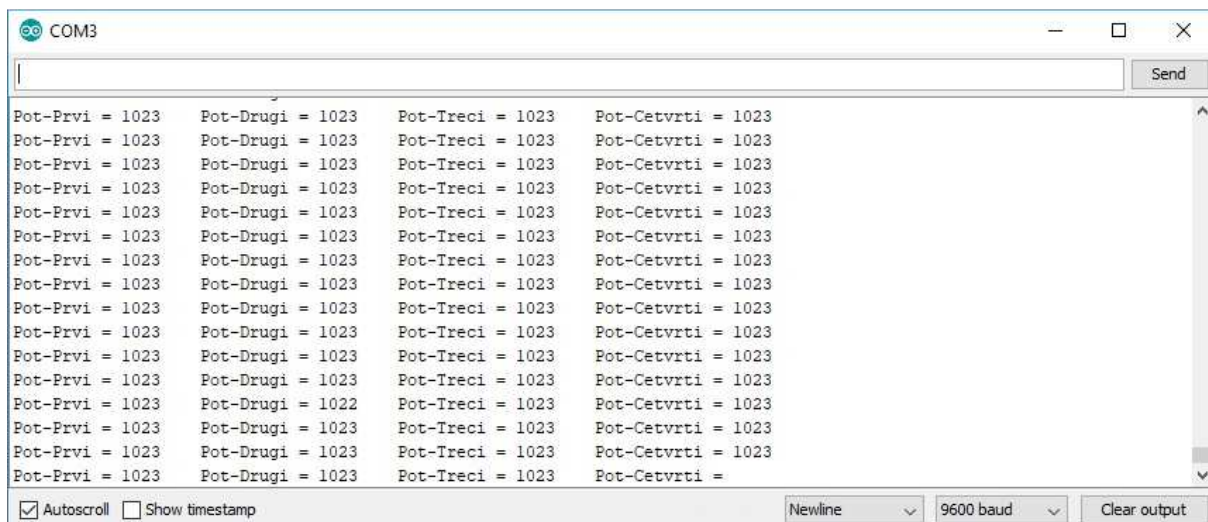 COM3
Send
Pot-Prvi = 1023 Pot-Drugi = 1023 Pot-Treci = 1023 Pot-Cetvrti = 1023
Pot-Prvi = 1023 Pot-Drugi = 1023 Pot-Treci = 1023 Pot-Cetvrti = 1023
Pot-Prvi = 1023 Pot-Drugi = 1023 Pot-Treci = 1023 Pot-Cetvrti = 1023
Pot-Prvi = 1023 Pot-Drugi = 1023 Pot-Treci = 1023 Pot-Cetvrti = 1023
Pot-Prvi = 1023 Pot-Drugi = 1023 Pot-Treci = 1023 Pot-Cetvrti = 1023
Pot-Prvi = 1023 Pot-Drugi = 1023 Pot-Treci = 1023 Pot-Cetvrti = 1023
Pot-Prvi = 1023 Pot-Drugi = 1023 Pot-Treci = 1023 Pot-Cetvrti = 1023
Pot-Prvi = 1023 Pot-Drugi = 1023 Pot-Treci = 1023 Pot-Cetvrti = 1023
Pot-Prvi = 1023 Pot-Drugi = 1023 Pot-Treci = 1023 Pot-Cetvrti = 1023
Pot-Prvi = 1023 Pot-Drugi = 1023 Pot-Treci = 1023 Pot-Cetvrti = 1023
Pot-Prvi = 1023 Pot-Drugi = 1023 Pot-Treci = 1023 Pot-Cetvrti = 1023
Pot-Prvi = 1023 Pot-Drugi = 1023 Pot-Treci = 1023 Pot-Cetvrti = 1023
Pot-Prvi = 1023 Pot-Drugi = 1022 Pot-Treci = 1023 Pot-Cetvrti = 1023
Pot-Prvi = 1023 Pot-Drugi = 1023 Pot-Treci = 1023 Pot-Cetvrti = 1023
Pot-Prvi = 1023 Pot-Drugi = 1023 Pot-Treci = 1023 Pot-Cetvrti = 1023
Pot-Prvi = 1023 Pot-Drugi = 1023 Pot-Treci = 1023 Pot-Cetvrti =
Autoscroll Show timestamp Newline 9600 baud Clear output